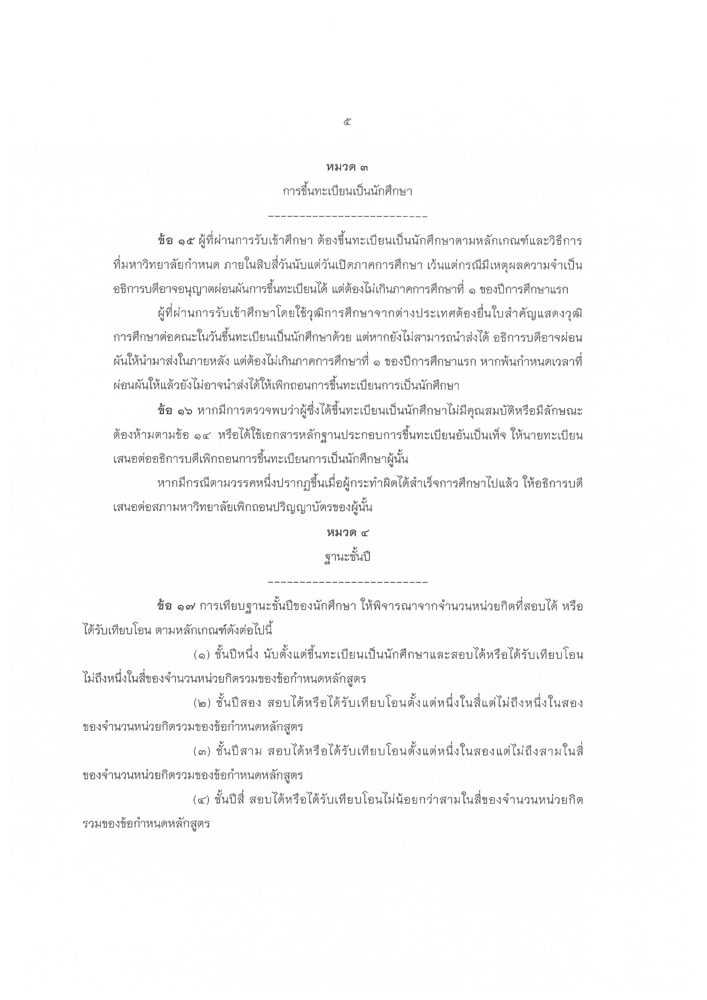 ๕
หมวด ๓
การขึ้นทะเบียนเป็นนักศึกษา
-------------------------
ข้อ ๑๕ ผู้ที่ผ่านการรับเข้าศึกษา ต้องขึ้นทะเบียนเป็นนักศึกษาตามหลักเกณฑ์และวิธีการ
ที่มหาวิทยาลัยกำหนด ภายในสิบสี่วันนับแต่วันเปิดภาคการศึกษา เว้นแต่กรณีมีเหตุผลความจำเป็น
อธิการบดีอาจอนุญาตผ่อนผันการขึ้นทะเบียนได้ แต่ต้องไม่เกินภาคการศึกษาที่ ๑ ของปีการศึกษาแรก
ผู้ที่ผ่านการรับเข้าศึกษาโดยใช้วุฒิการศึกษาจากต่างประเทศต้องยื่นใบสำคัญแสดงวุฒิ
การศึกษาต่อคณะในวันขึ้นทะเบียนเป็นนักศึกษาด้วย แต่หากยังไม่สามารถนำส่งได้ อธิการบดีอาจผ่อน
ผันให้นำมาส่งในภายหลัง แต่ต้องไม่เกินภาคการศึกษาที่ ๑ ของปีการศึกษาแรก หากพ้นกำหนดเวลาที่
ผ่อนผันให้แล้วยังไม่อาจนำส่งได้ให้เพิกถอนการขึ้นทะเบียนการเป็นนักศึกษา
ข้อ ๑๖ หากมีการตรวจพบว่าผู้ซึ่งได้ขึ้นทะเบียนเป็นนักศึกษาไม่มีคุณสมบัติหรือมีลักษณะ
ต้องห้ามตามข้อ ๑๔ หรือได้ใช้เอกสารหลักฐานประกอบการขึ้นทะเบียนอันเป็นเท็จ ให้นายทะเบียน
เสนอต่ออธิการบดีเพิกถอนการขึ้นทะเบียนการเป็นนักศึกษาผู้นั้น
หากมีกรณีตามวรรคหนึ่งปรากฏขึ้นเมื่อผู้กระทำผิดได้สำเร็จการศึกษาไปแล้ว ให้อธิการบดี
เสนอต่อสภามหาวิทยาลัยเพิกถอนปริญญาบัตรของผู้นั้น
หมวด ๔
ฐานะชั้นปี
-------------------------
ข้อ ๑๗ การเทียบฐานะชั้นปีของนักศึกษา ให้พิจารณาจากจำนวนหน่วยกิตที่สอบได้ หรือ
ได้รับเทียบโอน ตามหลักเกณฑ์ดังต่อไปนี้
(๑) ชั้นปีหนึ่ง นับตั้งแต่ขึ้นทะเบียนเป็นนักศึกษาและสอบได้หรือได้รับเทียบโอน
ไม่ถึงหนึ่งในสี่ของจำนวนหน่วยกิตรวมของข้อกำหนดหลักสูตร
(๒) ชั้นปีสอง สอบได้หรือได้รับเทียบโอนตั้งแต่หนึ่งในสี่แต่ไม่ถึงหนึ่งในสอง
ของจำนวนหน่วยกิตรวมของข้อกำหนดหลักสูตร
(๓) ชั้นปีสาม สอบได้หรือได้รับเทียบโอนตั้งแต่หนึ่งในสองแต่ไม่ถึงสามในสี่
ของจำนวนหน่วยกิตรวมของข้อกำหนดหลักสูตร
(๔) ชั้นปีสี่ สอบได้หรือได้รับเทียบโอนไม่น้อยกว่าสามในสี่ของจำนวนหน่วยกิต
รวมของข้อกำหนดหลักสูตร